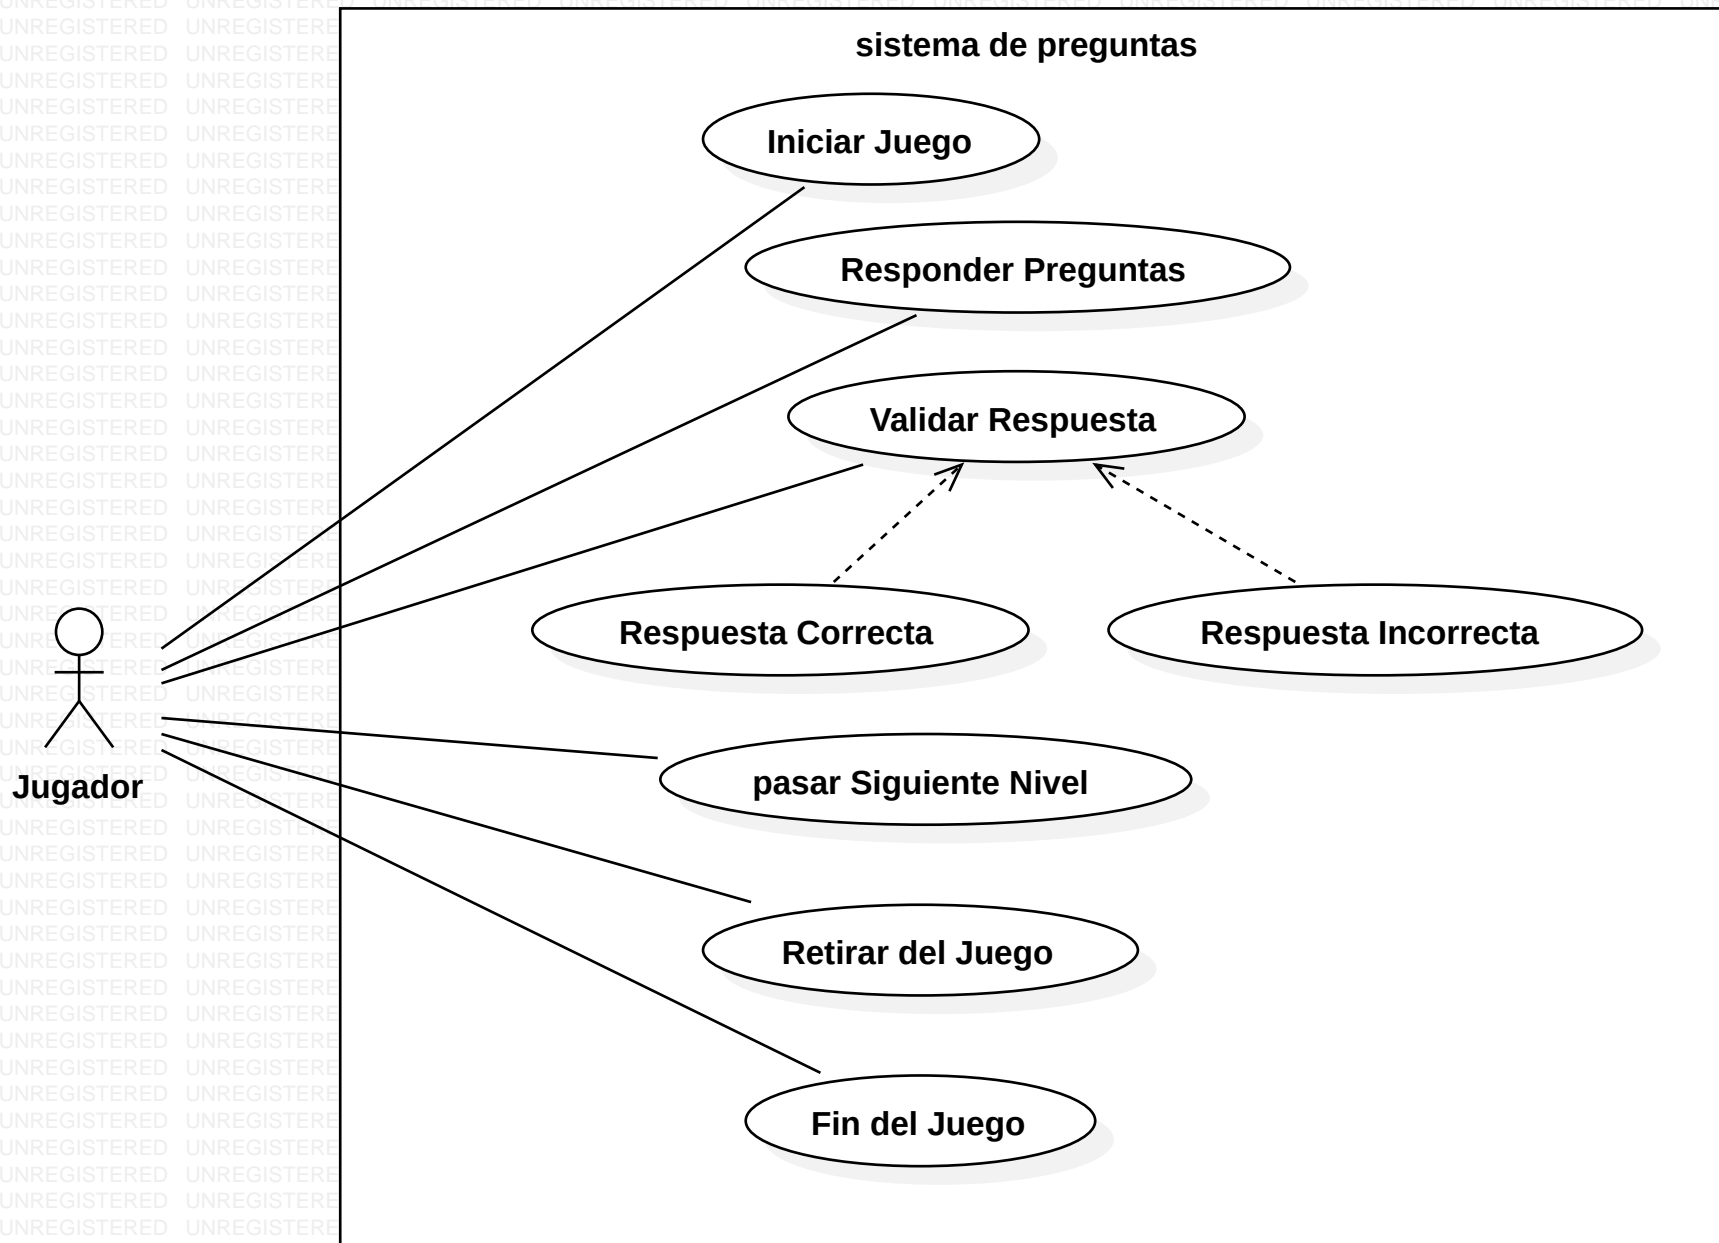 sistema de preguntas
Iniciar Juego
Responder Preguntas
Validar Respuesta
Respuesta Correcta
Respuesta Incorrecta
Jugador
pasar Siguiente Nivel
Retirar del Juego
Fin del Juego